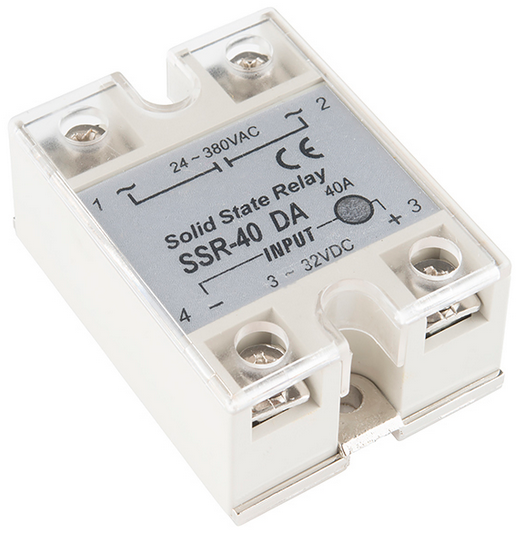 2
24~380VAC
1 ~ ~
CE
Solid State Relay
40A
SSR-40 DA
+ 3
INPUT
3 ~ 32VDC
4 -